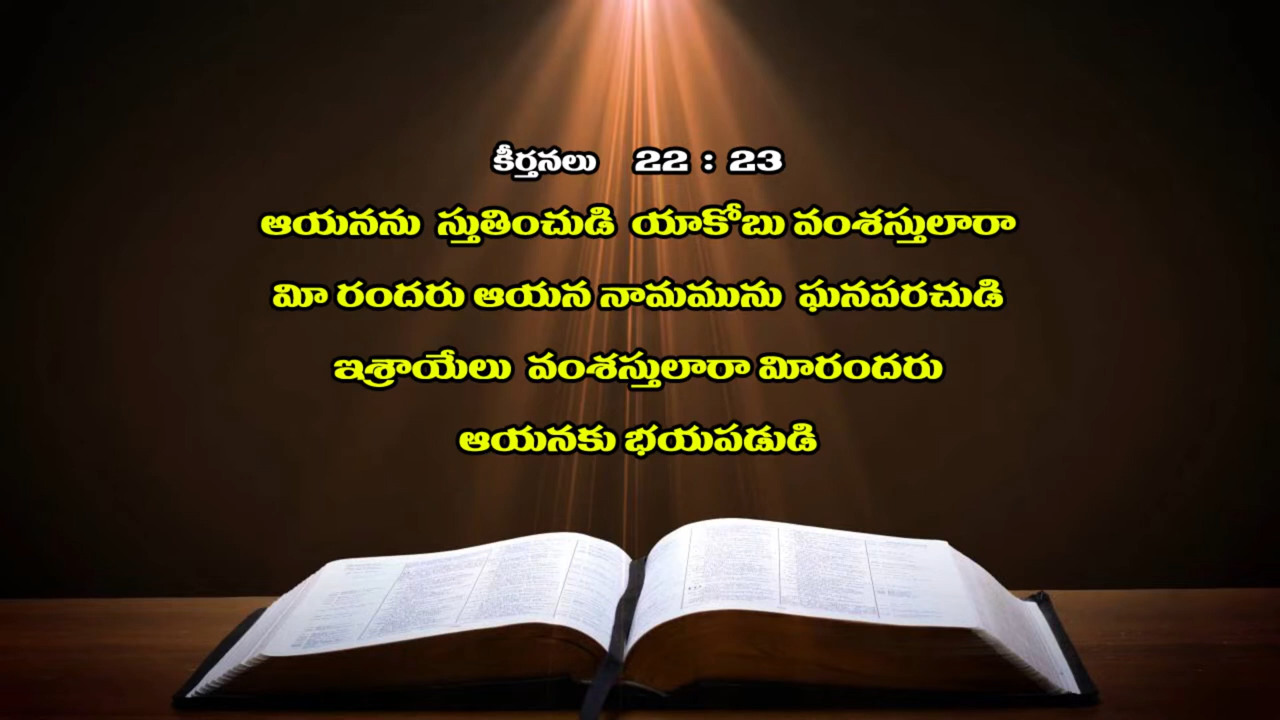 కీర్తనలు 22 : 23
ఆయనను స్తుతించుడి యాకోబు వంశస్తులారా
మీ రందరు ఆయన నామమును ఘనపరచుడి
ఇశ్రాయేలు వంశస్తులారా మీరందరు
ఆయనకు భయపడుడి